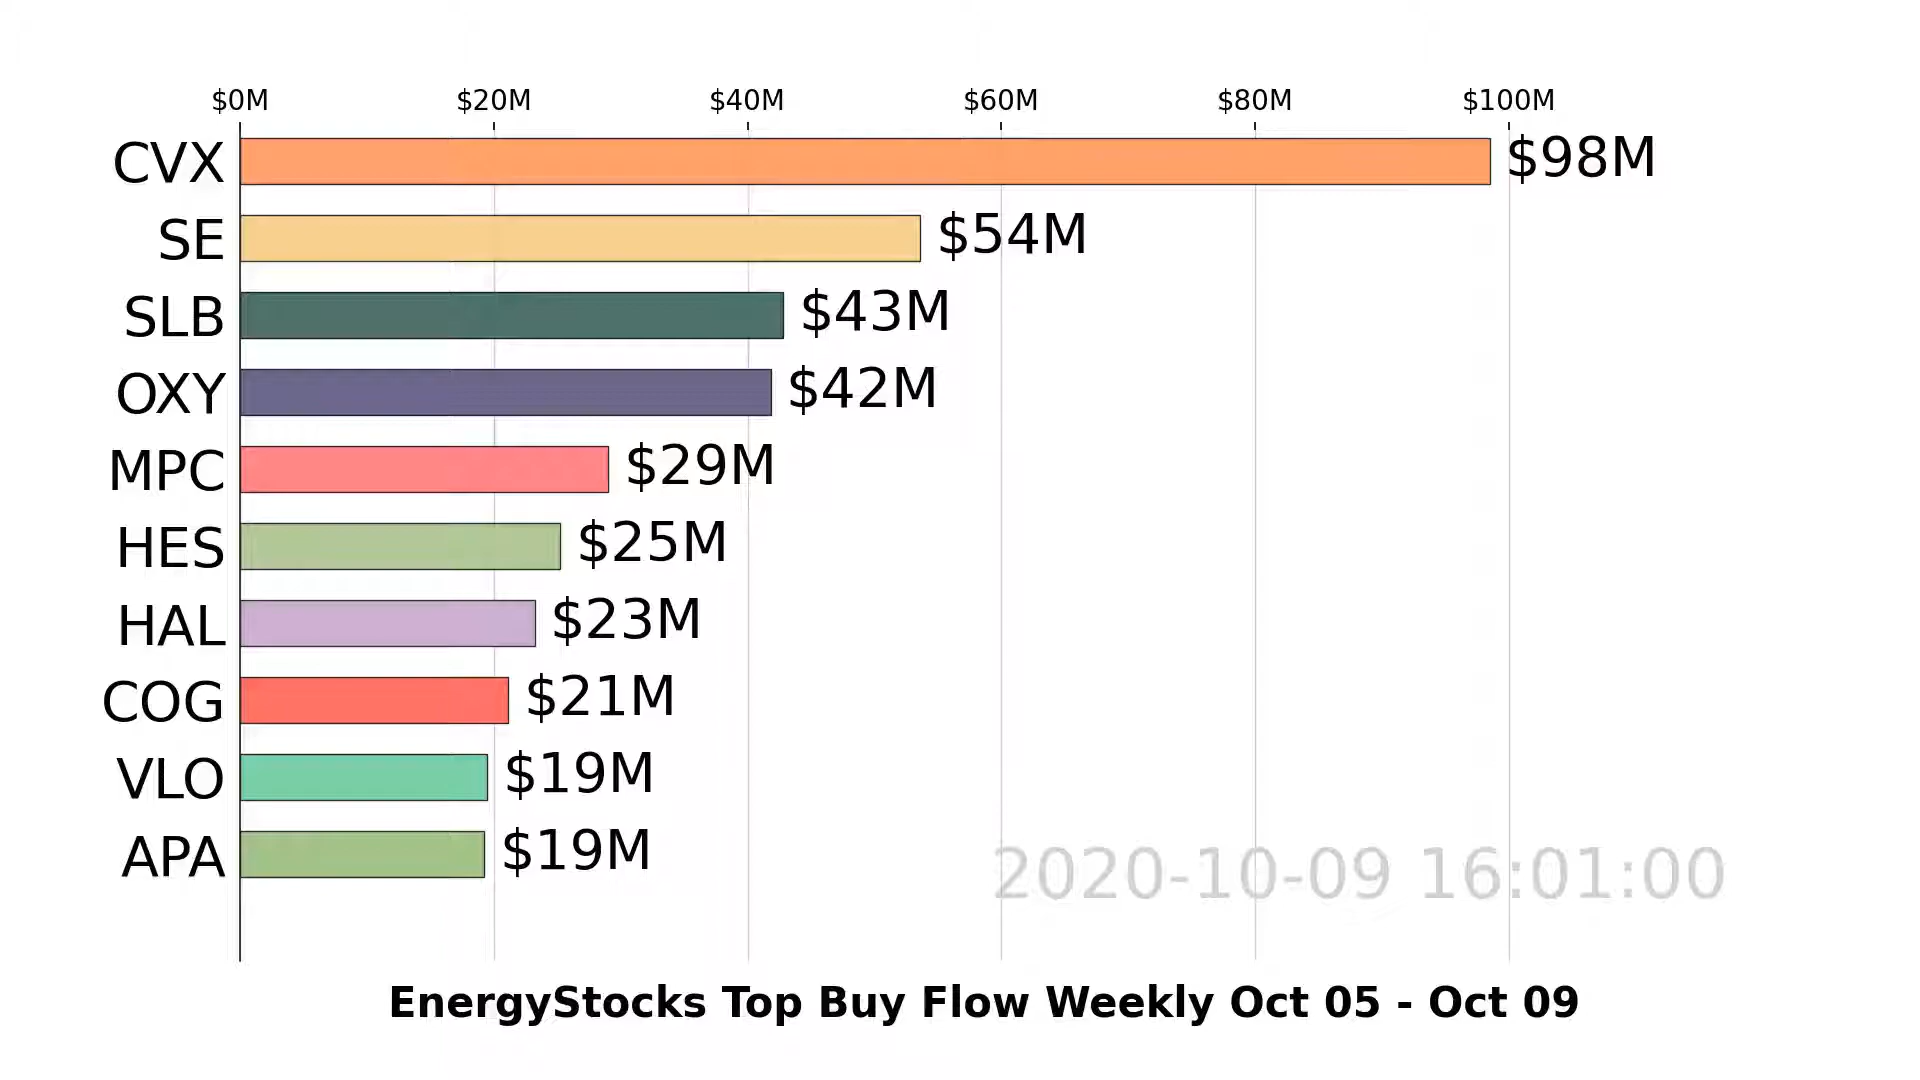 $0M $20M $40M $60M $80M $100M
CVX $98M
SE $54M
SLB $43M
OXY $42M
MPC $29M
HES $25M
HAL $23M
COG $21M
VLO $19M
APA $19M
2020-10-09 16:01:00
EnergyStocks Top Buy Flow Weekly Oct 05 - Oct 09